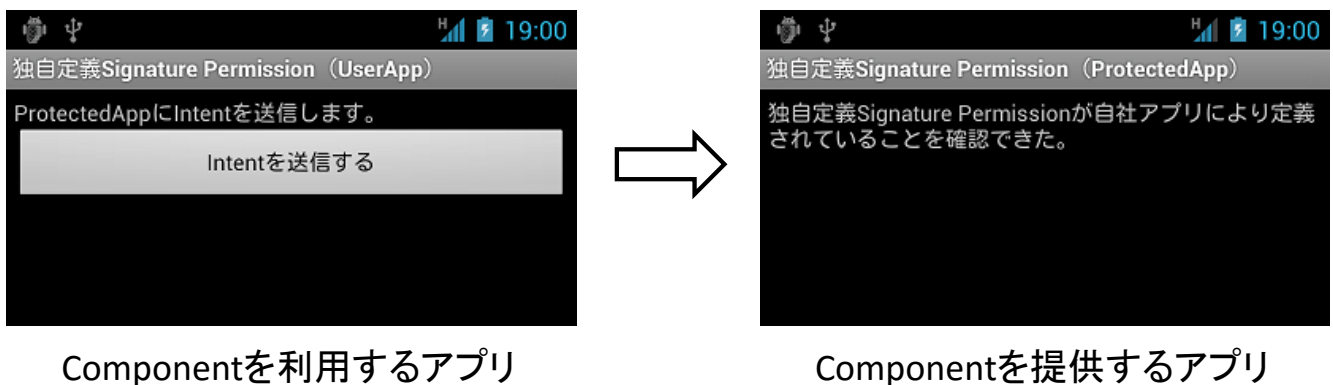 H 19:00
独自定義Signature Permission（UserApp）
ProtectedAppにIntentを送信します。
Intentを送信する
Componentを利用するアプリ
H 19:00
独自定義Signature Permission（ProtectedApp）
独自定義Signature Permissionが自社アプリにより定義
されていることを確認できた。
Componentを提供するアプリ